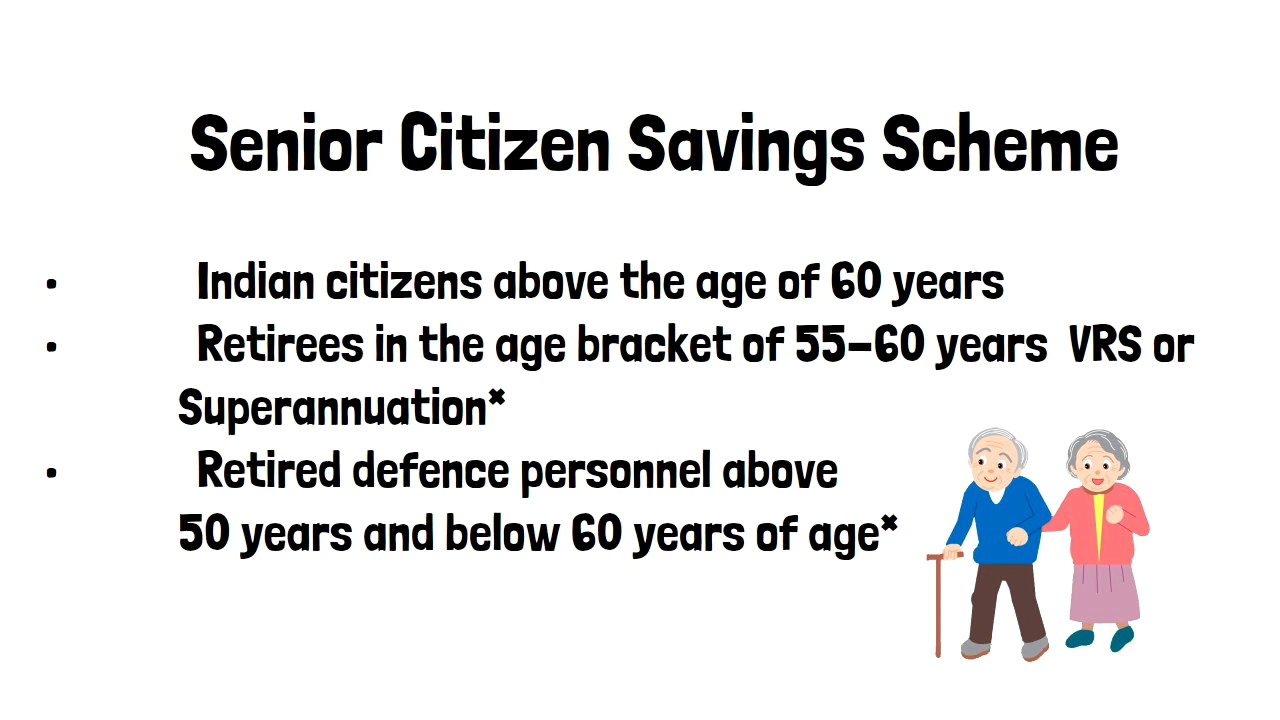 Senior Citizen Savings Scheme
• Indian citizens above the age of 60 years
• Retirees in the age bracket of 55-60 years VRS or
Superannuation*
• Retired defence personnel above
50 years and below 60 years of age*